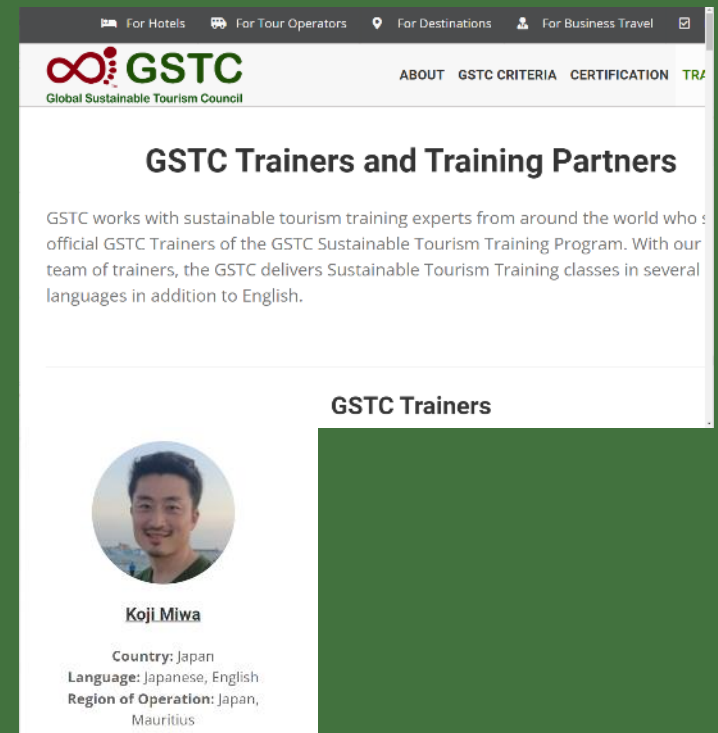 For Hotels For Tour Operators For Destinations For Business Travel
GSTC
Global Sustainable Tourism Council
ABOUT GSTC CRITERIA CERTIFICATION
GSTC Trainers and Training Partners
GSTC works with sustainable tourism training experts from around the world who
official GSTC Trainers of the GSTC Sustainable Tourism Training Program. With our
team of trainers, the GSTC delivers Sustainable Tourism Training classes in several
languages in addition to English.
GSTC Trainers
Koji Miwa
Country: Japan
Language: Japanese, English
Region of Operation: Japan,
Mauritius